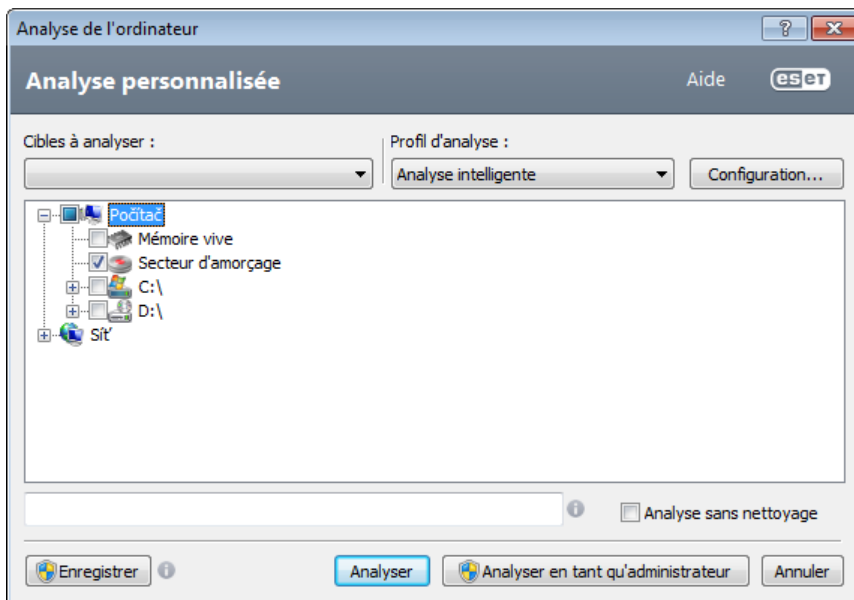 Analyse de l'ordinateur
Analyse personnalisée
Aide
eseT
Cibles à analyser :
Profil d'analyse :
Analyse intelligente
Configuration...
Počítač
Mémoire vive
Secteur d'amorçage
C:\
D:\
Síť
Analyse sans nettoyage
Enregistrer
Analyser
Analyser en tant qu'administrateur
Annuler